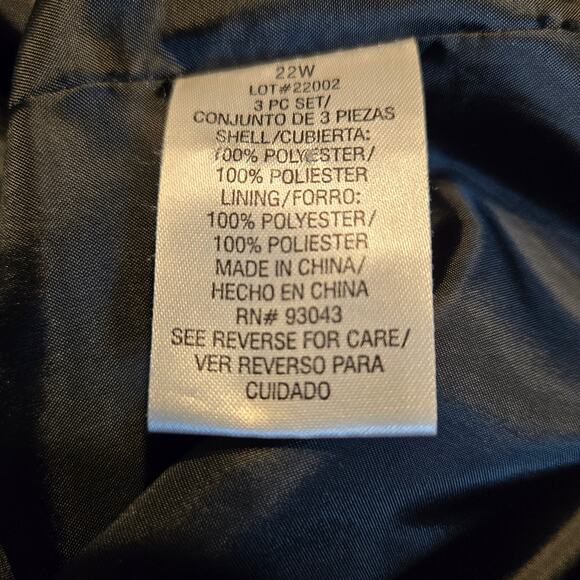 22W
LOT#22002
3 PC SET/
CONJUNTO DE 3 PIEZAS
SHELL/CUBIERTA:
100% POLYESTER/
100% POLIESTER
LINING/FORRO:
100% POLYESTER/
100% POLIESTER
MADE IN CHINA/
HECHO EN CHINA
RN# 93043
SEE REVERSE FOR CARE/
VER REVERSO PARA
CUIDADO